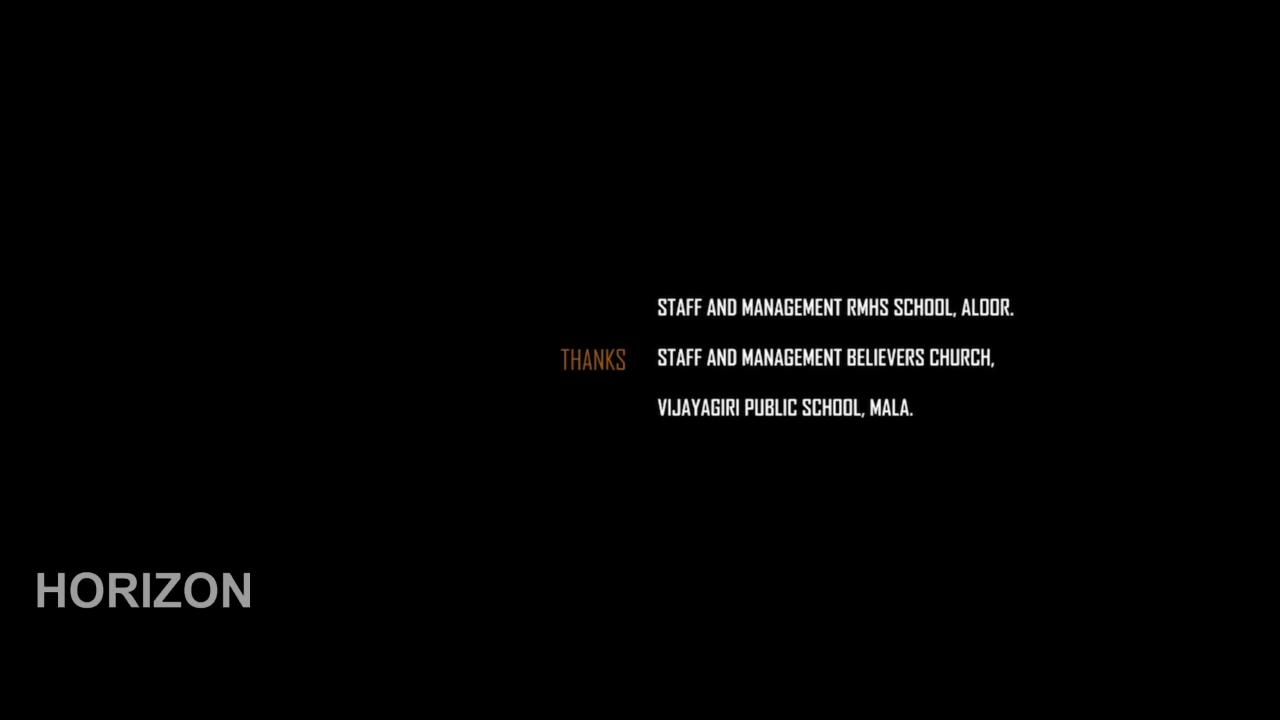 STAFF AND MANAGEMENT RMHS SCHOOL, ALOOR.
THANKS STAFF AND MANAGEMENT BELIEVERS CHURCH,
VIJAYAGIRI PUBLIC SCHOOL, MALA.
HORIZON